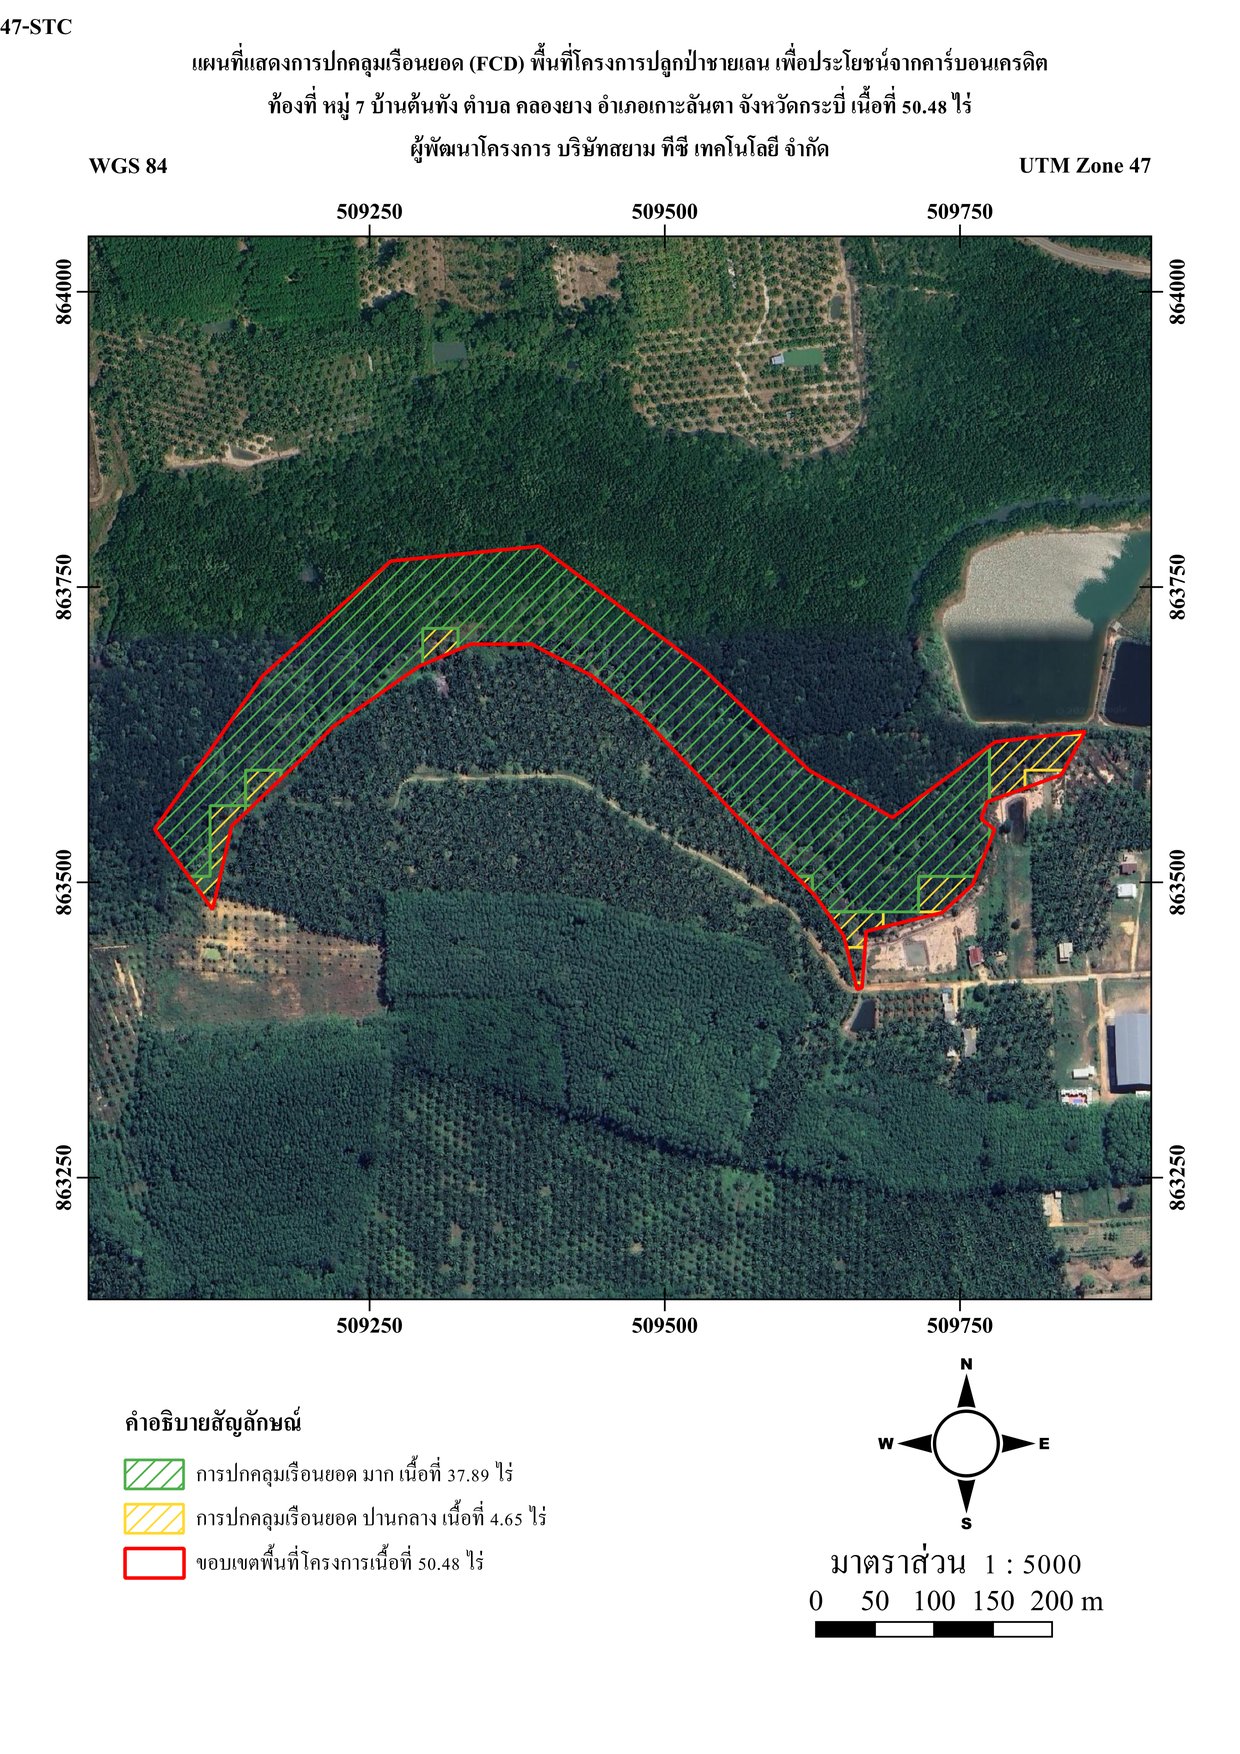 47-STC
แผนที่แสดงการปกคลุมเรือนยอด (FCD) พื้นที่โครงการปลูกป่าชายเลน เพื่อประโยชน์จากคาร์บอนเครดิต
ท้องที่ หมู่ 7 บ้านต้นทัง ตำบล คลองยาง อำเภอเกาะลันตา จังหวัดกระบี่ เนื้อที่ 50.48 ไร่
ผู้พัฒนาโครงการ บริษัทสยาม ทีซี เทคโนโลยี จำกัด
WGS 84
UTM Zone 47
509250 509500 509750
864000 864000
863750 863750
863500 863500
863250 863250
509250 509500 509750
คำอธิบายสัญลักษณ์
การปกคลุมเรือนยอด มาก เนื้อที่ 37.89 ไร่
การปกคลุมเรือนยอด ปานกลาง เนื้อที่ 4.65 ไร่
ขอบเขตพื้นที่โครงการเนื้อที่ 50.48 ไร่
N
W E
S
มาตราส่วน 1 : 5000
0 50 100 150 200 m